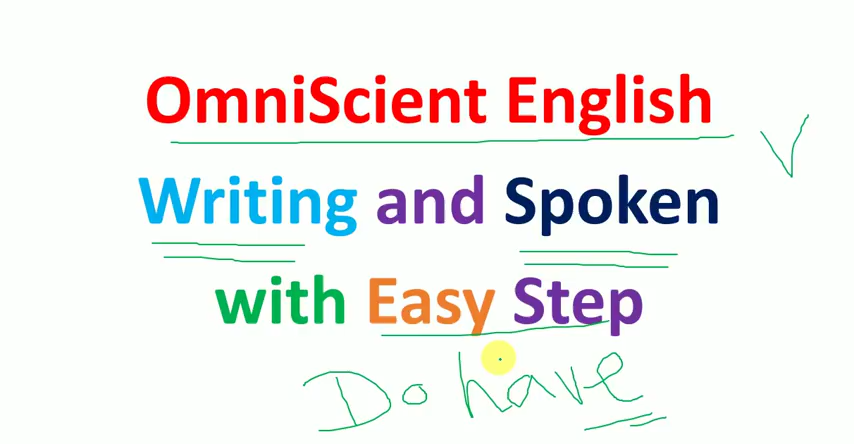 OmniScient English
V
Writing and Spoken
with Easy Step
Do have